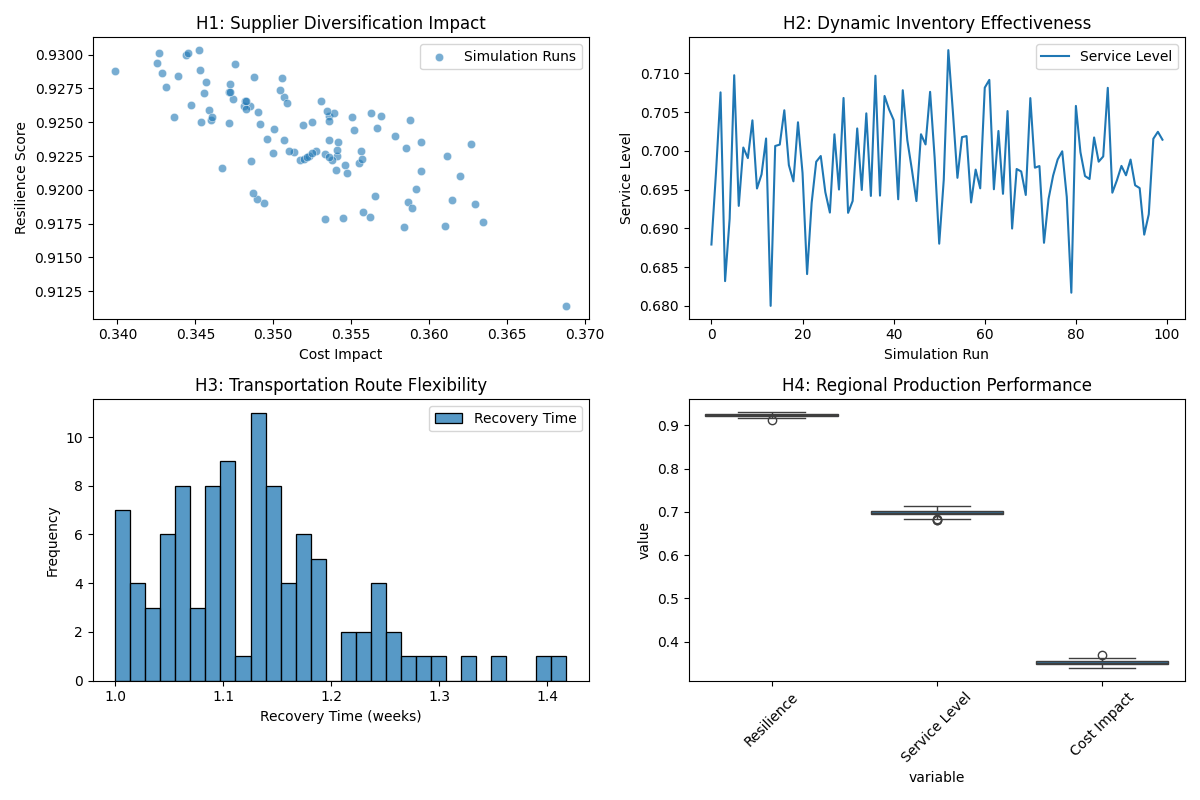 H1: Supplier Diversification Impact
Resilience Score
0.9300
0.9275
0.9250
0.9225
0.9200
0.9175
0.9150
0.9125
Simulation Runs
0.340
0.345
0.350
0.355
0.360
0.365
0.370
Cost Impact
H2: Dynamic Inventory Effectiveness
Service Level
0.710
0.705
0.700
0.695
0.690
0.685
0.680
Service Level
0
20
40
60
80
100
Simulation Run
H3: Transportation Route Flexibility
Frequency
10
8
6
4
2
0
Recovery Time
1.0
1.1
1.2
1.3
1.4
Recovery Time (weeks)
H4: Regional Production Performance
value
0.9
0.8
0.7
0.6
0.5
0.4
Resilience
Service Level
Cost Impact
variable